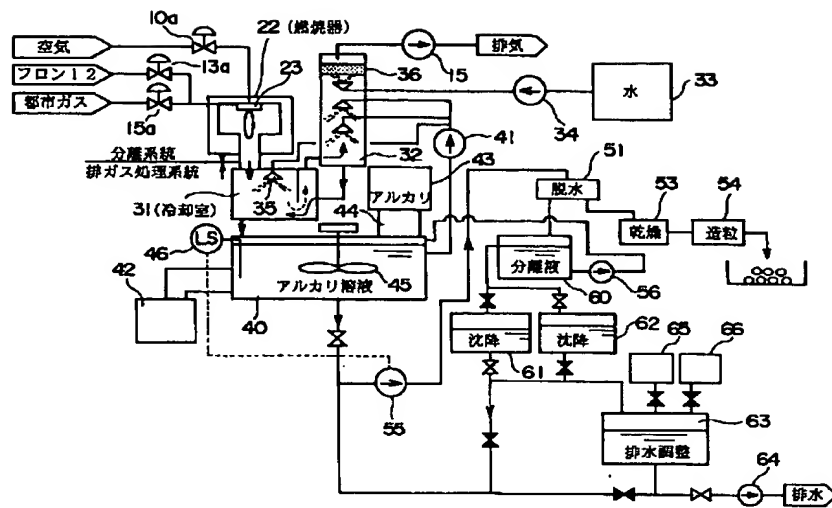 10a
22(燃焼器)
空気
13a
23
36
15
排気
フロン12
都市ガス
15a
水
33
34
41
分離系統
排ガス処理系統
32
43
51
31(冷却室)
35
アルカリ
44
脱水
53
54
乾燥
造粒
46
LS
分離液
56
60
42
アルカリ溶液
45
40
沈降
61
沈降
62
65
66
55
63
排水調整
64
排水